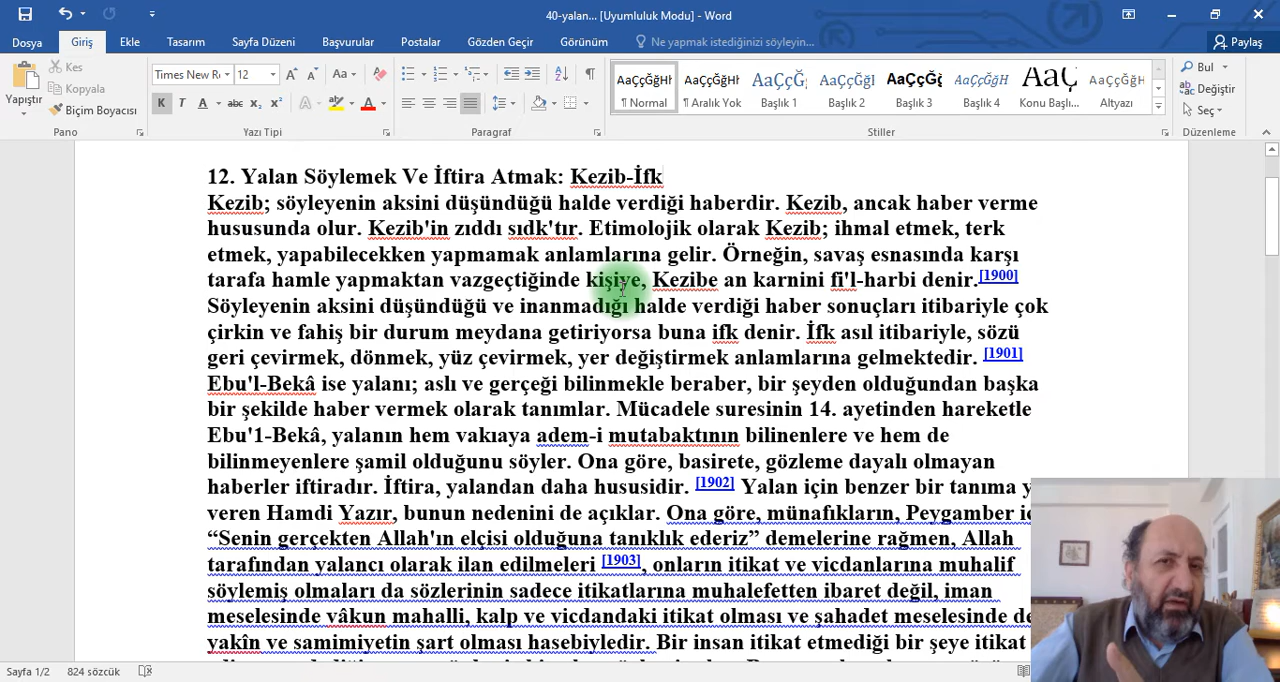 40-yalan... [Uyumluluk Modu] - Word
Dosya Giriş Ekle Tasarım Sayfa Düzeni Başvurular Postalar Gözden Geçir Görünüm Ne yapmak istediğinizi söyleyin... Paylaş
Yapıştır
Kes
Kopyala
Biçim Boyacısı
Pano
Times New Ro 12
Yazı Tipi
Paragraf
¶ Normal
¶ Aralık Yok
Başlık 1
Başlık 2
Başlık 3
Başlık 4
Konu Başlı...
Altyazı
Stiller
Bul
Değiştir
Seç
Düzenleme
12. Yalan Söylemek Ve İftira Atmak: Kezib-İfk
Kezib; söyleyenin aksini düşündüğü halde verdiği haberdir. Kezib, ancak haber verme
hususunda olur. Kezib'in zıddı sıdk'tır. Etimolojik olarak Kezib; ihmal etmek, terk
etmek, yapabilecekken yapmamak anlamlarına gelir. Örneğin, savaş esnasında karşı
tarafa hamle yapmaktan vazgeçtiğinde kişiye, Kezibe an karnini fi'l-harbi denir.[1900]
Söyleyenin aksini düşündüğü ve inanmadığı halde verdiği haber sonuçları itibariyle çok
çirkin ve fahiş bir durum meydana getiriyorsa buna ifk denir. İfk asıl itibariyle, sözü
geri çevirmek, dönmek, yüz çevirmek, yer değiştirmek anlamlarına gelmektedir. [1901]
Ebu'l-Bekâ ise yalanı; aslı ve gerçeği bilinmekle beraber, bir şeyden olduğundan başka
bir şekilde haber vermek olarak tanımlar. Mücadele suresinin 14. ayetinden hareketle
Ebu'1-Bekâ, yalanın hem vakıaya adem-i mutabaktının bilinenlere ve hem de
bilinmeyenlere şamil olduğunu söyler. Ona göre, basirete, gözleme dayalı olmayan
haberler iftiradır. İftira, yalandan daha hususidir. [1902] Yalan için benzer bir tanıma y
veren Hamdi Yazır, bunun nedenini de açıklar. Ona göre, münafıkların, Peygamber iç
“Senin gerçekten Allah'ın elçisi olduğuna tanıklık ederiz” demelerine rağmen, Allah
tarafından yalancı olarak ilan edilmeleri [1903], onların itikat ve vicdanlarına muhalif
söylemiş olmaları da sözlerinin sadece itikatlarına muhalefetten ibaret değil, iman
meselesinde vâkıın mahalli, kalp ve vicdandaki itikat olması ve şahadet meselesinde de
yakîn ve samimiyetin şart olması hasebiyledir. Bir insan itikat etmediği bir şeye itikat
Sayfa 1/2 824 sözcük